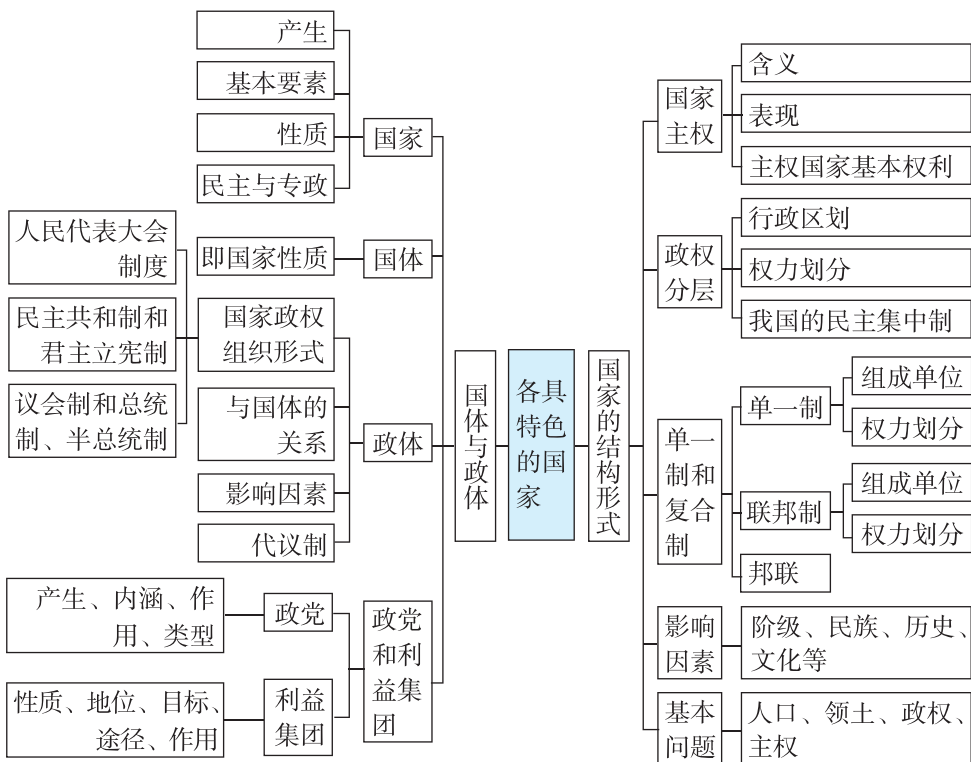 产生
基本要素
性质
民主与专政
国家
人民代表大会
制度
即国家性质
国体
民主共和制和
君主立宪制
国家政权
组织形式
议会制和总统
制、半总统制
与国体的
关系
政体
影响因素
代议制
产生、内涵、作
用、类型
政党
性质、地位、目标、
途径、作用
利益
集团
政党
和利
益集
团
国体与政体
各具
特色
的国
家
国家的结构形式
国家
主权
含义
表现
主权国家基本权利
政权
分层
行政区划
权力划分
我国的民主集中制
单一
制和
复合
制
单一制
组成单位
权力划分
联邦制
组成单位
权力划分
邦联
影响
因素
阶级、民族、历史、
文化等
基本
问题
人口、领土、政权、
主权